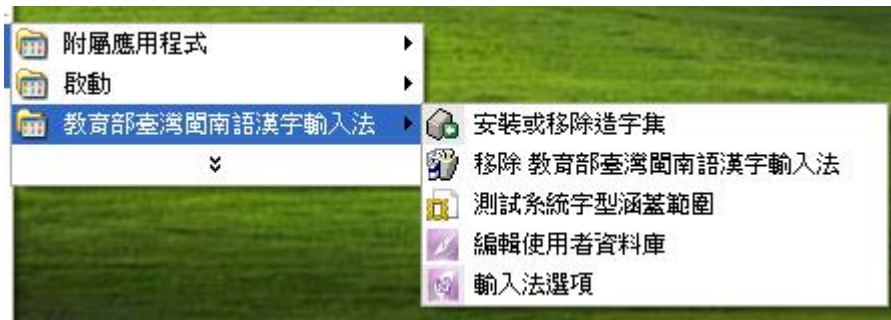 附屬應用程式
啟動
教育部臺灣閩南語漢字輸入法
安裝或移除造字集
移除 教育部臺灣閩南語漢字輸入法
測試系統字型涵蓋範圍
編輯使用者資料庫
輸入法選項